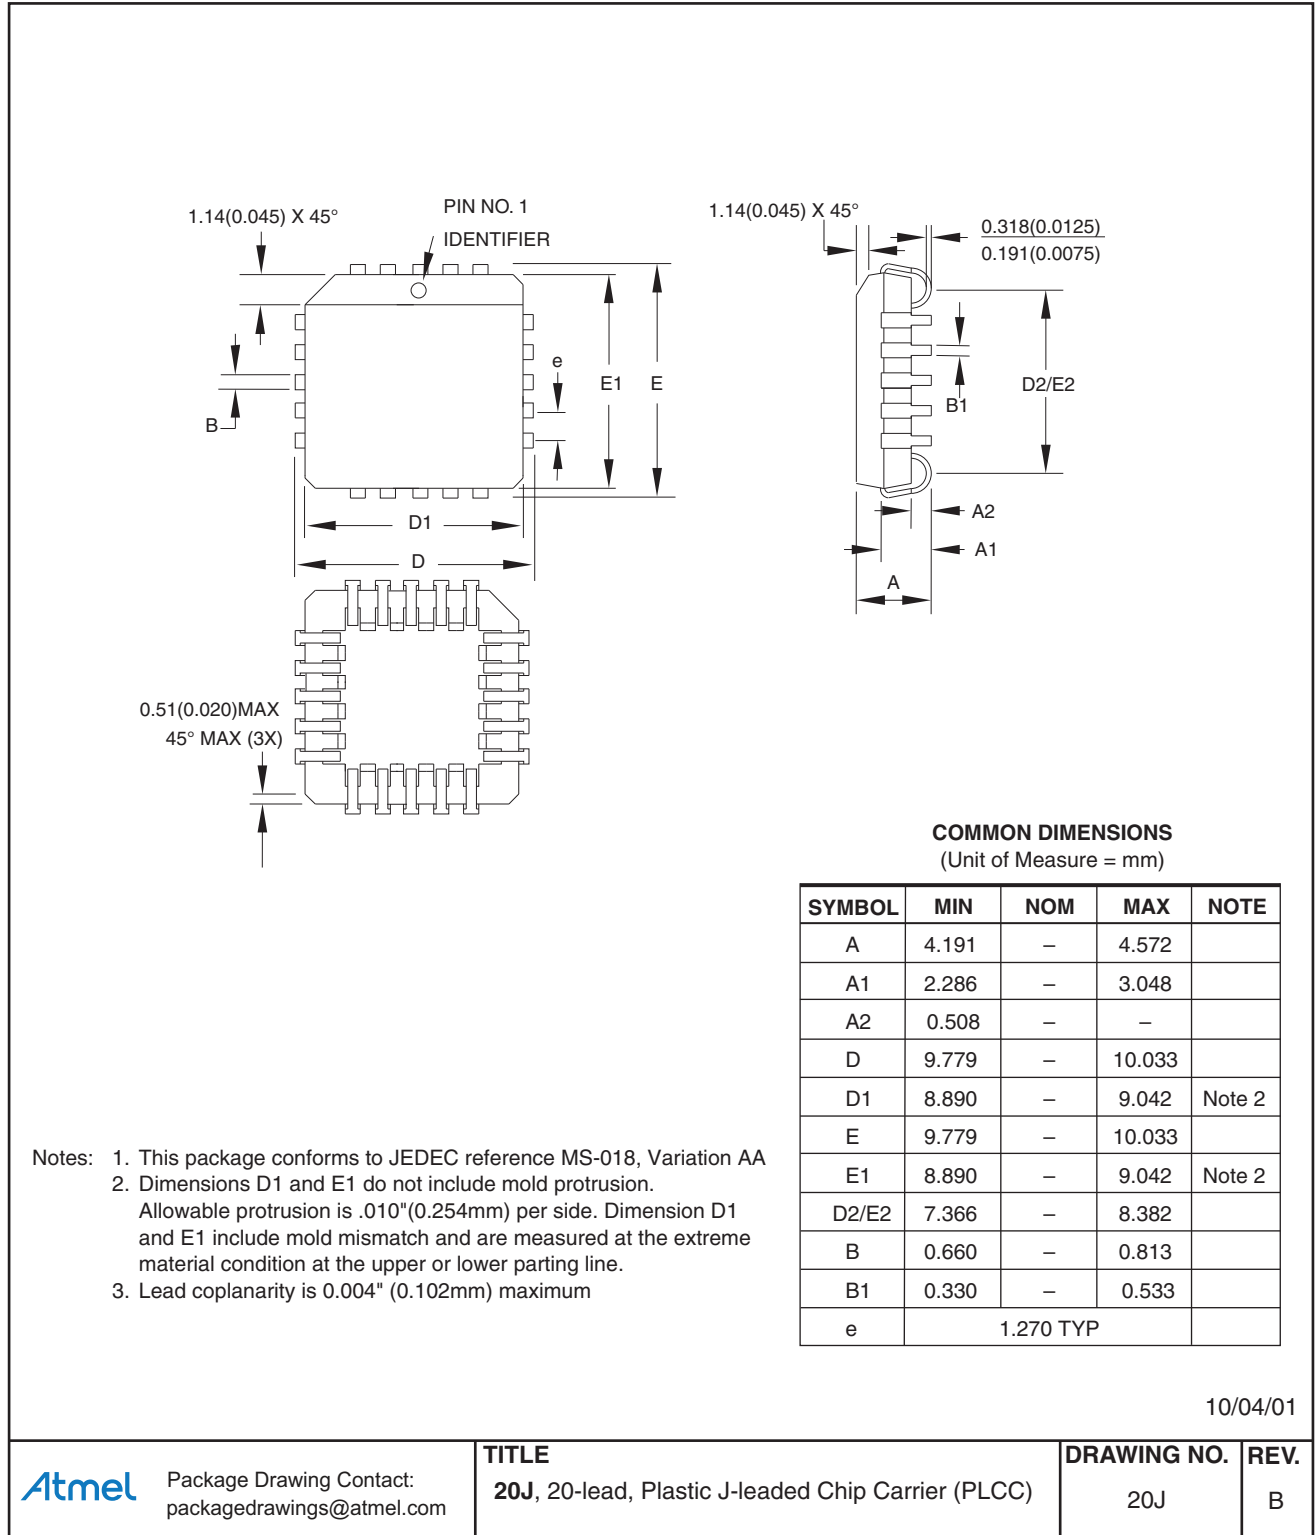 1.14(0.045) X 45°
PIN NO. 1
IDENTIFIER
1.14(0.045) X 45°
0.318(0.0125)
0.191(0.0075)
e
E1
E
B
D2/E2
B1
D1
D
A2
A1
A
0.51(0.020)MAX
45° MAX (3X)
COMMON DIMENSIONS
(Unit of Measure = mm)
SYMBOL MIN NOM MAX NOTE
A 4.191 – 4.572
A1 2.286 – 3.048
A2 0.508 – –
D 9.779 – 10.033
D1 8.890 – 9.042 Note 2
E 9.779 – 10.033
E1 8.890 – 9.042 Note 2
D2/E2 7.366 – 8.382
B 0.660 – 0.813
B1 0.330 – 0.533
e 1.270 TYP
Notes: 1. This package conforms to JEDEC reference MS-018, Variation AA
2. Dimensions D1 and E1 do not include mold protrusion.
Allowable protrusion is .010"(0.254mm) per side. Dimension D1
and E1 include mold mismatch and are measured at the extreme
material condition at the upper or lower parting line.
3. Lead coplanarity is 0.004" (0.102mm) maximum
10/04/01
Atmel
Package Drawing Contact:
packagedrawings@atmel.com
TITLE
20J, 20-lead, Plastic J-leaded Chip Carrier (PLCC)
DRAWING NO.
20J
REV.
B